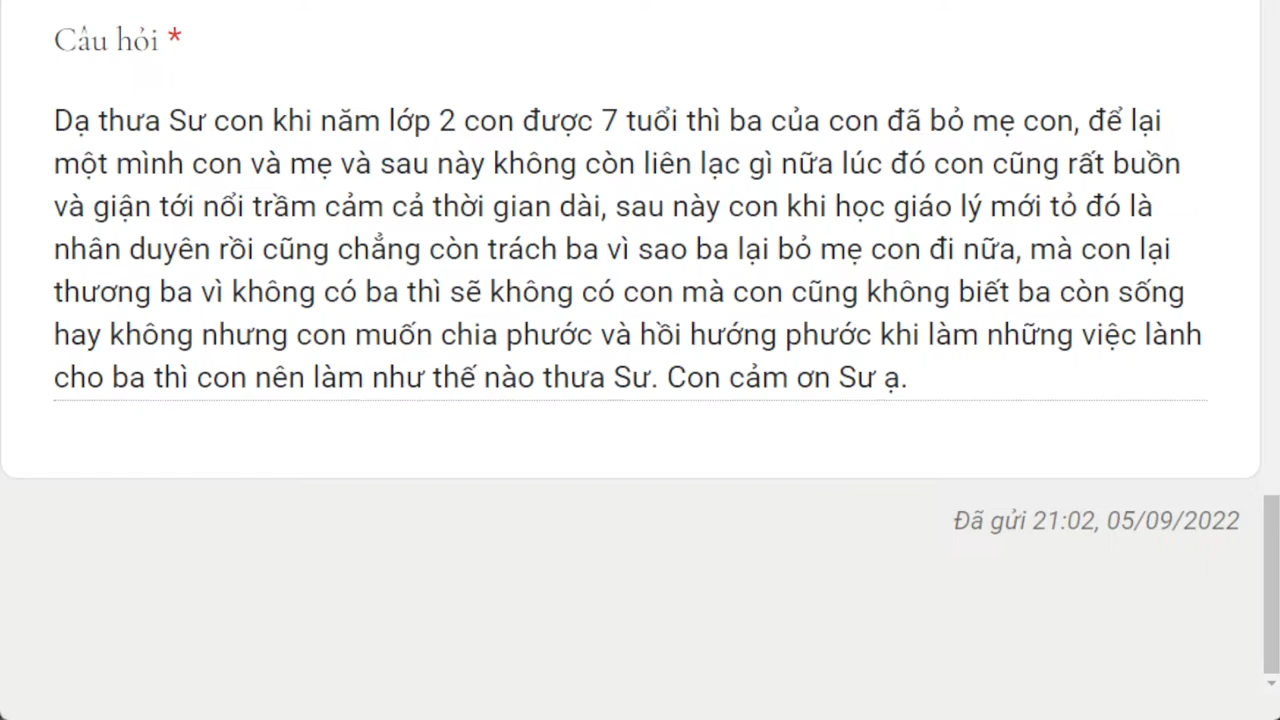 Câu hỏi *
Dạ thưa Sư con khi năm lớp 2 con được 7 tuổi thì ba của con đã bỏ mẹ con, để lại
một mình con và mẹ và sau này không còn liên lạc gì nữa lúc đó con cũng rất buồn
và giận tới nổi trầm cảm cả thời gian dài, sau này con khi học giáo lý mới tỏ đó là
nhân duyên rồi cũng chẳng còn trách ba vì sao ba lại bỏ mẹ con đi nữa, mà con lại
thương ba vì không có ba thì sẽ không có con mà con cũng không biết ba còn sống
hay không nhưng con muốn chia phước và hồi hướng phước khi làm những việc lành
cho ba thì con nên làm như thế nào thưa Sư. Con cảm ơn Sư ạ.
Đã gửi 21:02, 05/09/2022